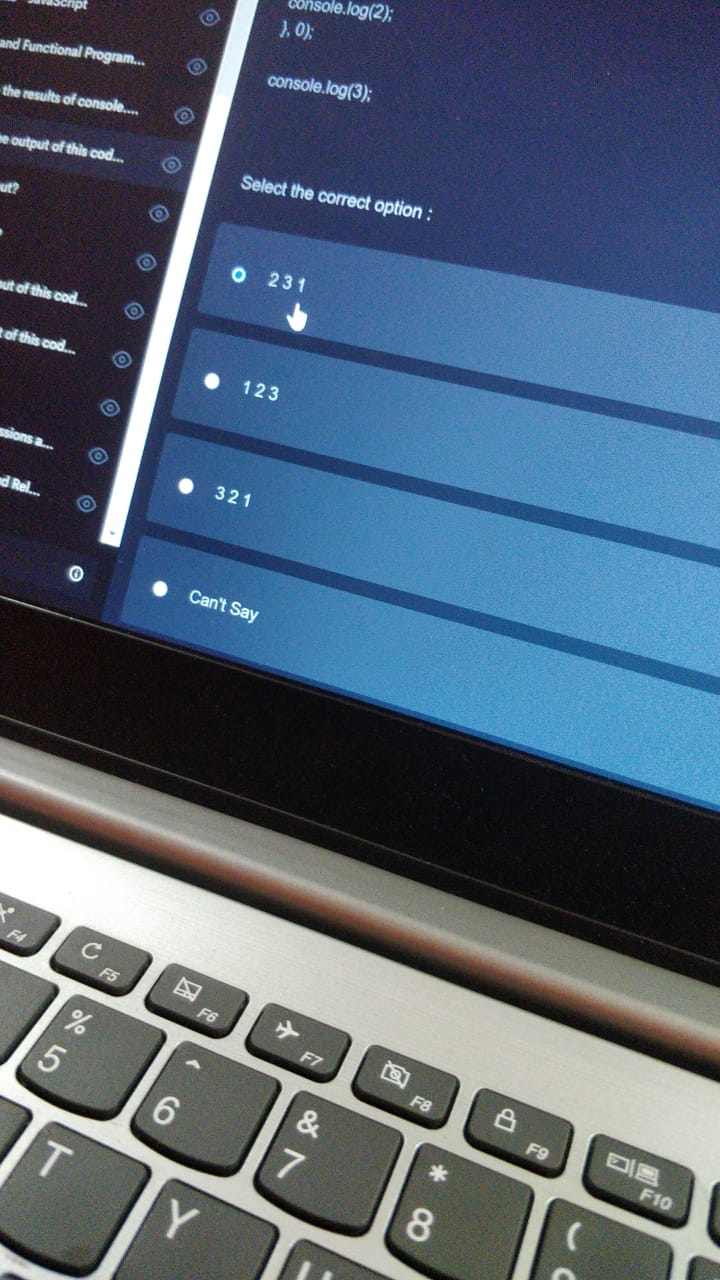 JavaScript
and Functional Program...
the results of console....
e output of this cod...
ut?
?
out of this cod...
t of this cod...
ssions a...
d Rel...
console.log(2);
}, 0);
console.log(3);
Select the correct option :
2 3 1
1 2 3
3 2 1
Can't Say
F4
F5
F6
F7
F8
F9
F10
% 5
^ 6
& 7
* 8
(
T
Y
U